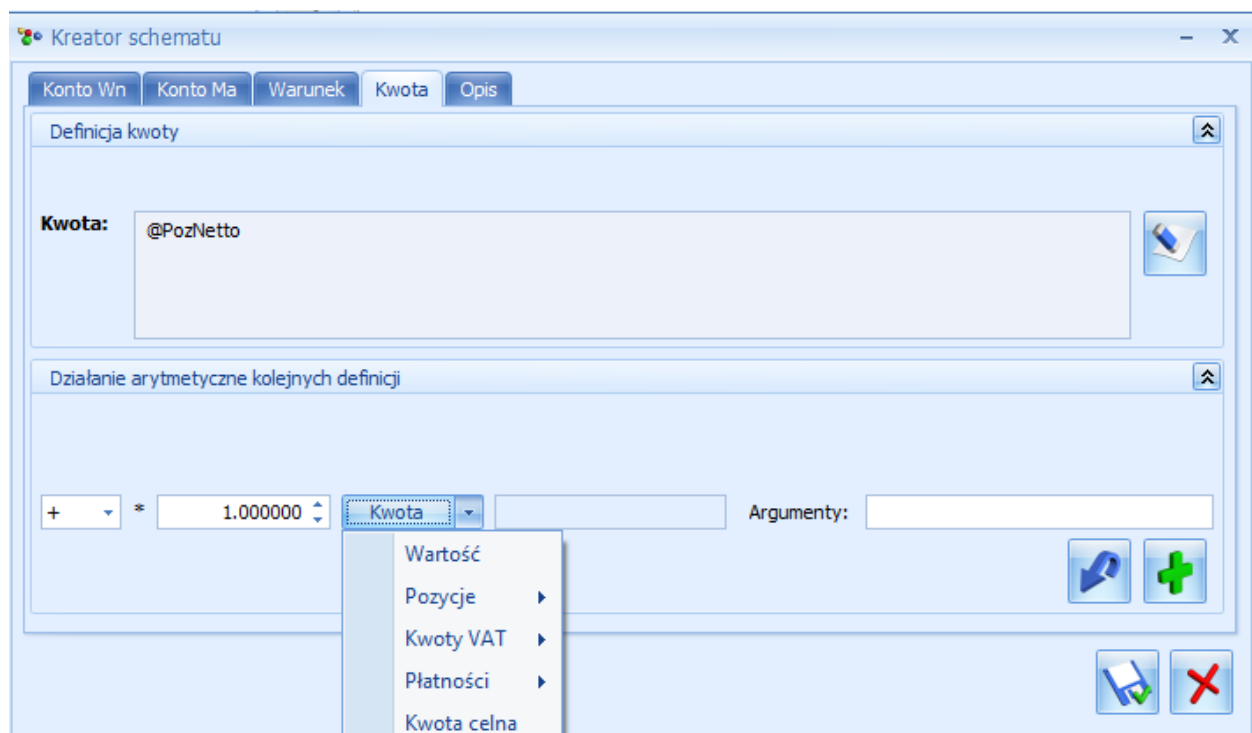 Kreator schematu
Konto Wn Konto Ma Warunek Kwota Opis
Definicja kwoty
Kwota: @PozNetto
Działanie arytmetyczne kolejnych definicji
+ * 1.000000 Kwota Argumenty:
Wartość
Pozycje
Kwoty VAT
Płatności
Kwota celna